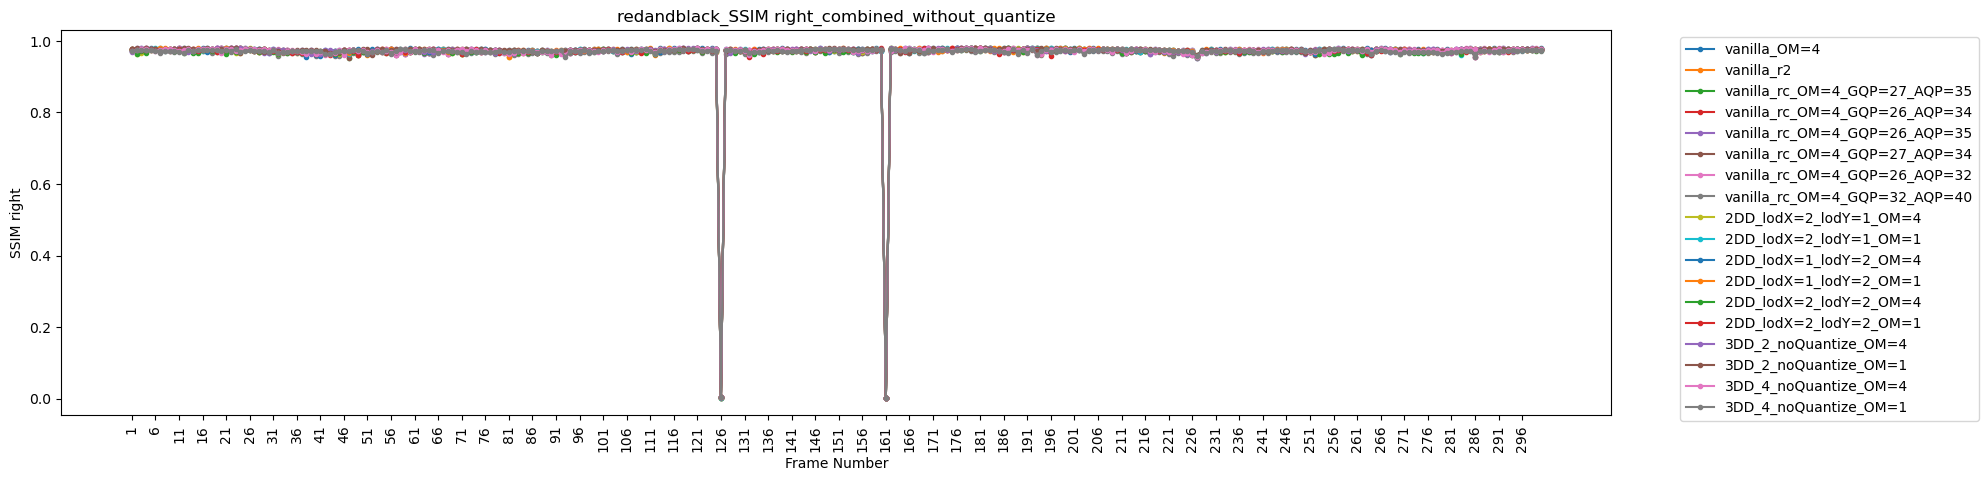 redandblack_SSIM right_combined_without_quantize
SSIM right
1.0
0.8
0.6
0.4
0.2
0.0
1 6 11 16 21 26 31 36 41 46 51 56 61 66 71 76 81 86 91 96 101 106 111 116 121 126 131 136 141 146 151 156 161 166 171 176 181 186 191 196 201 206 211 216 221 226 231 236 241 246 251 256 261 266 271 276 281 286 291 296
Frame Number
vanilla_OM=4
vanilla_r2
vanilla_rc_OM=4_GQP=27_AQP=35
vanilla_rc_OM=4_GQP=26_AQP=34
vanilla_rc_OM=4_GQP=26_AQP=35
vanilla_rc_OM=4_GQP=27_AQP=34
vanilla_rc_OM=4_GQP=26_AQP=32
vanilla_rc_OM=4_GQP=32_AQP=40
2DD_lodX=2_lodY=1_OM=4
2DD_lodX=2_lodY=1_OM=1
2DD_lodX=1_lodY=2_OM=4
2DD_lodX=1_lodY=2_OM=1
2DD_lodX=2_lodY=2_OM=4
2DD_lodX=2_lodY=2_OM=1
3DD_2_noQuantize_OM=4
3DD_2_noQuantize_OM=1
3DD_4_noQuantize_OM=4
3DD_4_noQuantize_OM=1